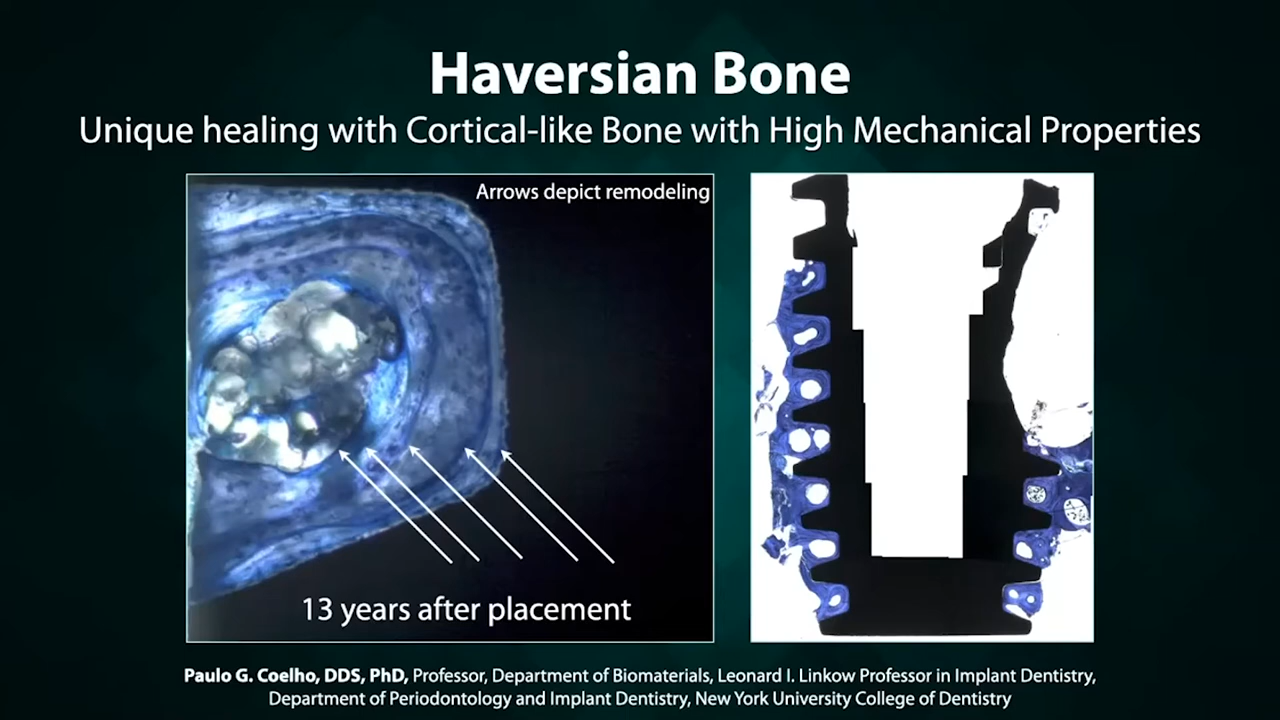 Haversian Bone
Unique healing with Cortical-like Bone with High Mechanical Properties
Arrows depict remodeling
13 years after placement
Paulo G. Coelho, DDS, PhD, Professor, Department of Biomaterials, Leonard I. Linkow Professor in Implant Dentistry,
Department of Periodontology and Implant Dentistry, New York University College of Dentistry